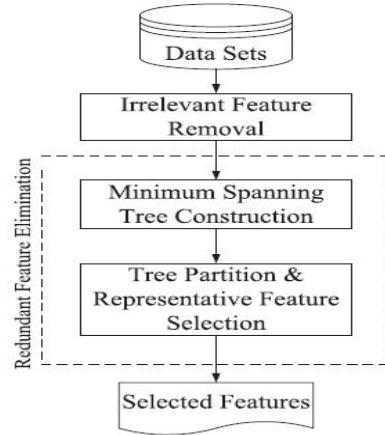 Data Sets
Irrelevant Feature
Removal
Redundant Feature Elimination
Minimum Spanning
Tree Construction
Tree Partition &
Representative Feature
Selection
Selected Features